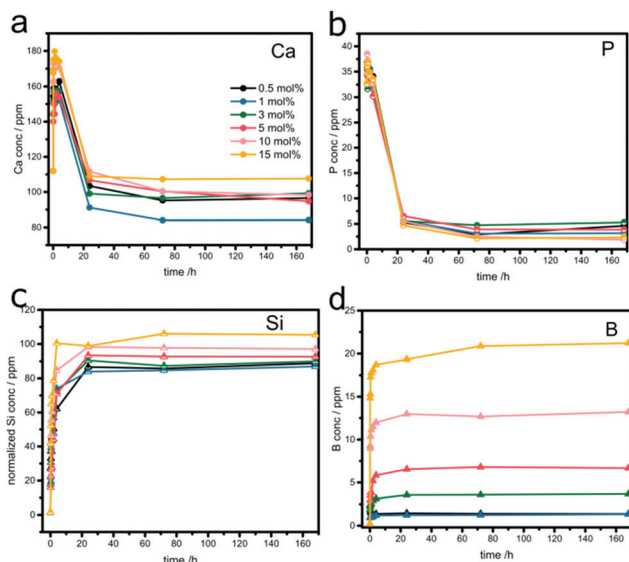 a
Ca
180
160
140
120
100
80
Ca conc / ppm
0 20 40 60 80 100 120 140 160
time /h
0.5 mol%
1 mol%
3 mol%
5 mol%
10 mol%
15 mol%
b
P
40
35
30
25
20
15
10
5
0
P conc / ppm
0 20 40 60 80 100 120 140 160
time /h
c
Si
120
100
80
60
40
20
0
normalized Si conc / ppm
0 20 40 60 80 100 120 140 160
time /h
d
B
25
20
15
10
5
0
B conc / ppm
0 20 40 60 80 100 120 140 160
time /h